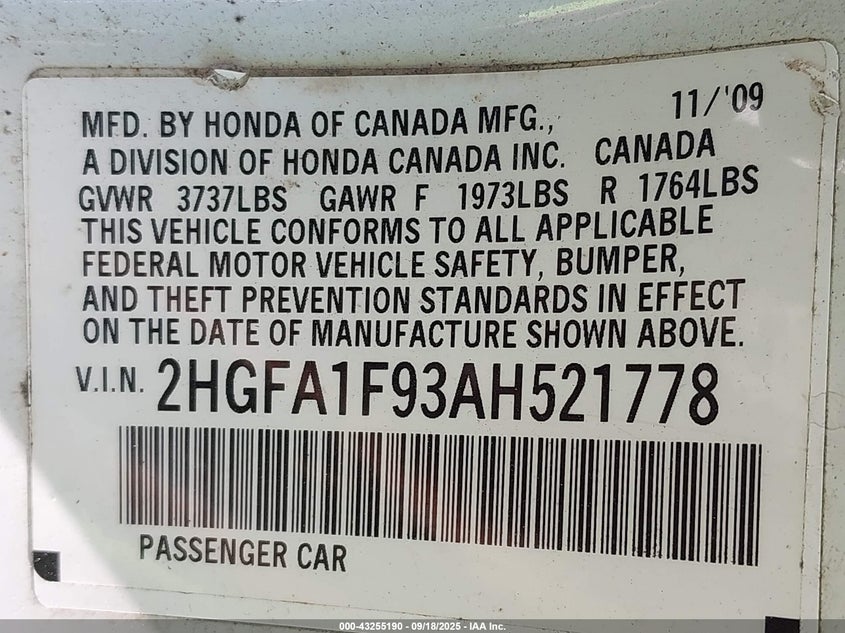 11/'09
MFD. BY HONDA OF CANADA MFG.,
A DIVISION OF HONDA CANADA INC. CANADA
GVWR 3737LBS GAWR F 1973LBS R 1764LBS
THIS VEHICLE CONFORMS TO ALL APPLICABLE
FEDERAL MOTOR VEHICLE SAFETY, BUMPER,
AND THEFT PREVENTION STANDARDS IN EFFECT
ON THE DATE OF MANUFACTURE SHOWN ABOVE.
V.I.N. 2HGFA1F93AH521778
PASSENGER CAR
000-43255190 - 09/18/2025 - IAA Inc.